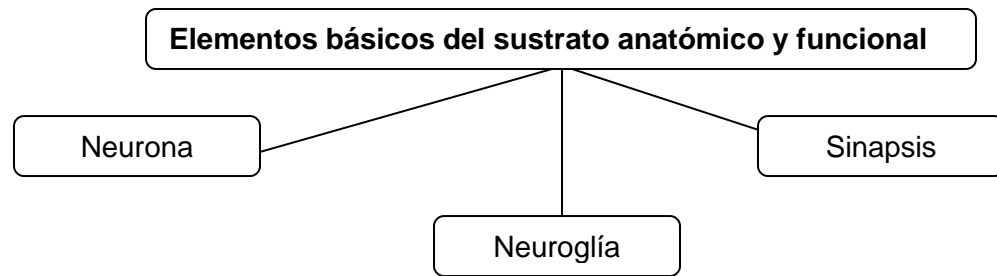 Elementos básicos del sustrato anatómico y funcional
Neurona
Sinapsis
Neuroglía